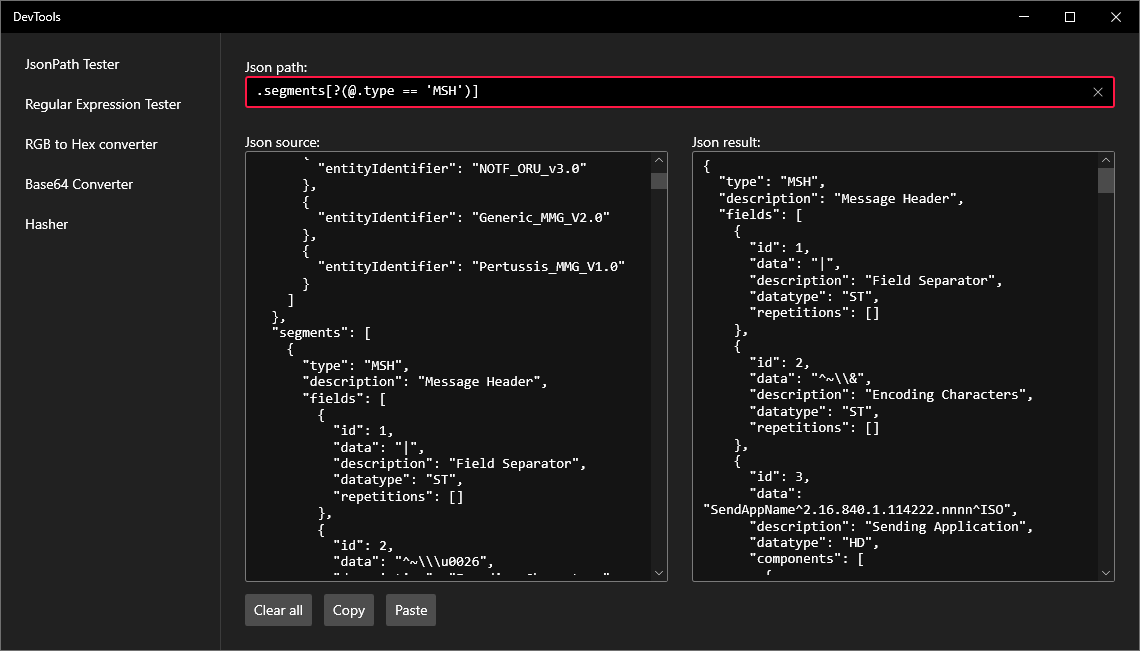 DevTools
JsonPath Tester
Regular Expression Tester
RGB to Hex converter
Base64 Converter
Hasher
Json path:
.segments[?(@.type == 'MSH')]
Json source:
{
"entityIdentifier": "NOTF_ORU_v3.0"
},
{
"entityIdentifier": "Generic_MMG_V2.0"
},
{
"entityIdentifier": "Pertussis_MMG_V1.0"
}
]
},
"segments": [
{
"type": "MSH",
"description": "Message Header",
"fields": [
{
"id": 1,
"data": "|",
"description": "Field Separator",
"datatype": "ST",
"repetitions": []
},
{
"id": 2,
"data": "^~\\\u0026",
Json result:
{
"type": "MSH",
"description": "Message Header",
"fields": [
{
"id": 1,
"data": "|",
"description": "Field Separator",
"datatype": "ST",
"repetitions": []
},
{
"id": 2,
"data": "^~\\&",
"description": "Encoding Characters",
"datatype": "ST",
"repetitions": []
},
{
"id": 3,
"data":
"SendAppName^2.16.840.1.114222.nnnn^ISO",
"description": "Sending Application",
"datatype": "HD",
"components": [
{
Clear all
Copy
Paste